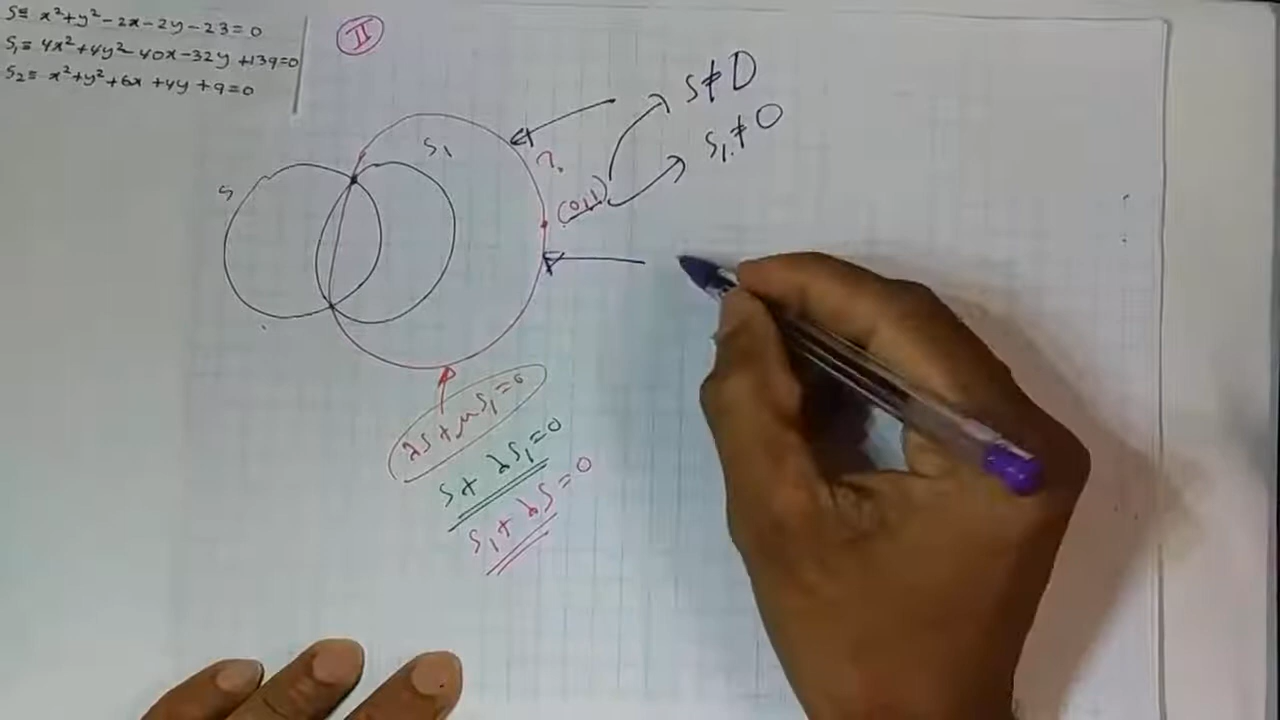 S≡ x²+y²-2x-2y-23=0
S₁≡ 4x²+4y²-40x-32y+139=0
S₂≡ x²+y²+6x+4y+9=0
II
S≠0
S₁≠0
S₁
?
S
(0,1)
λS+μS₁=0
S+λS₁=0
S₁+λS=0